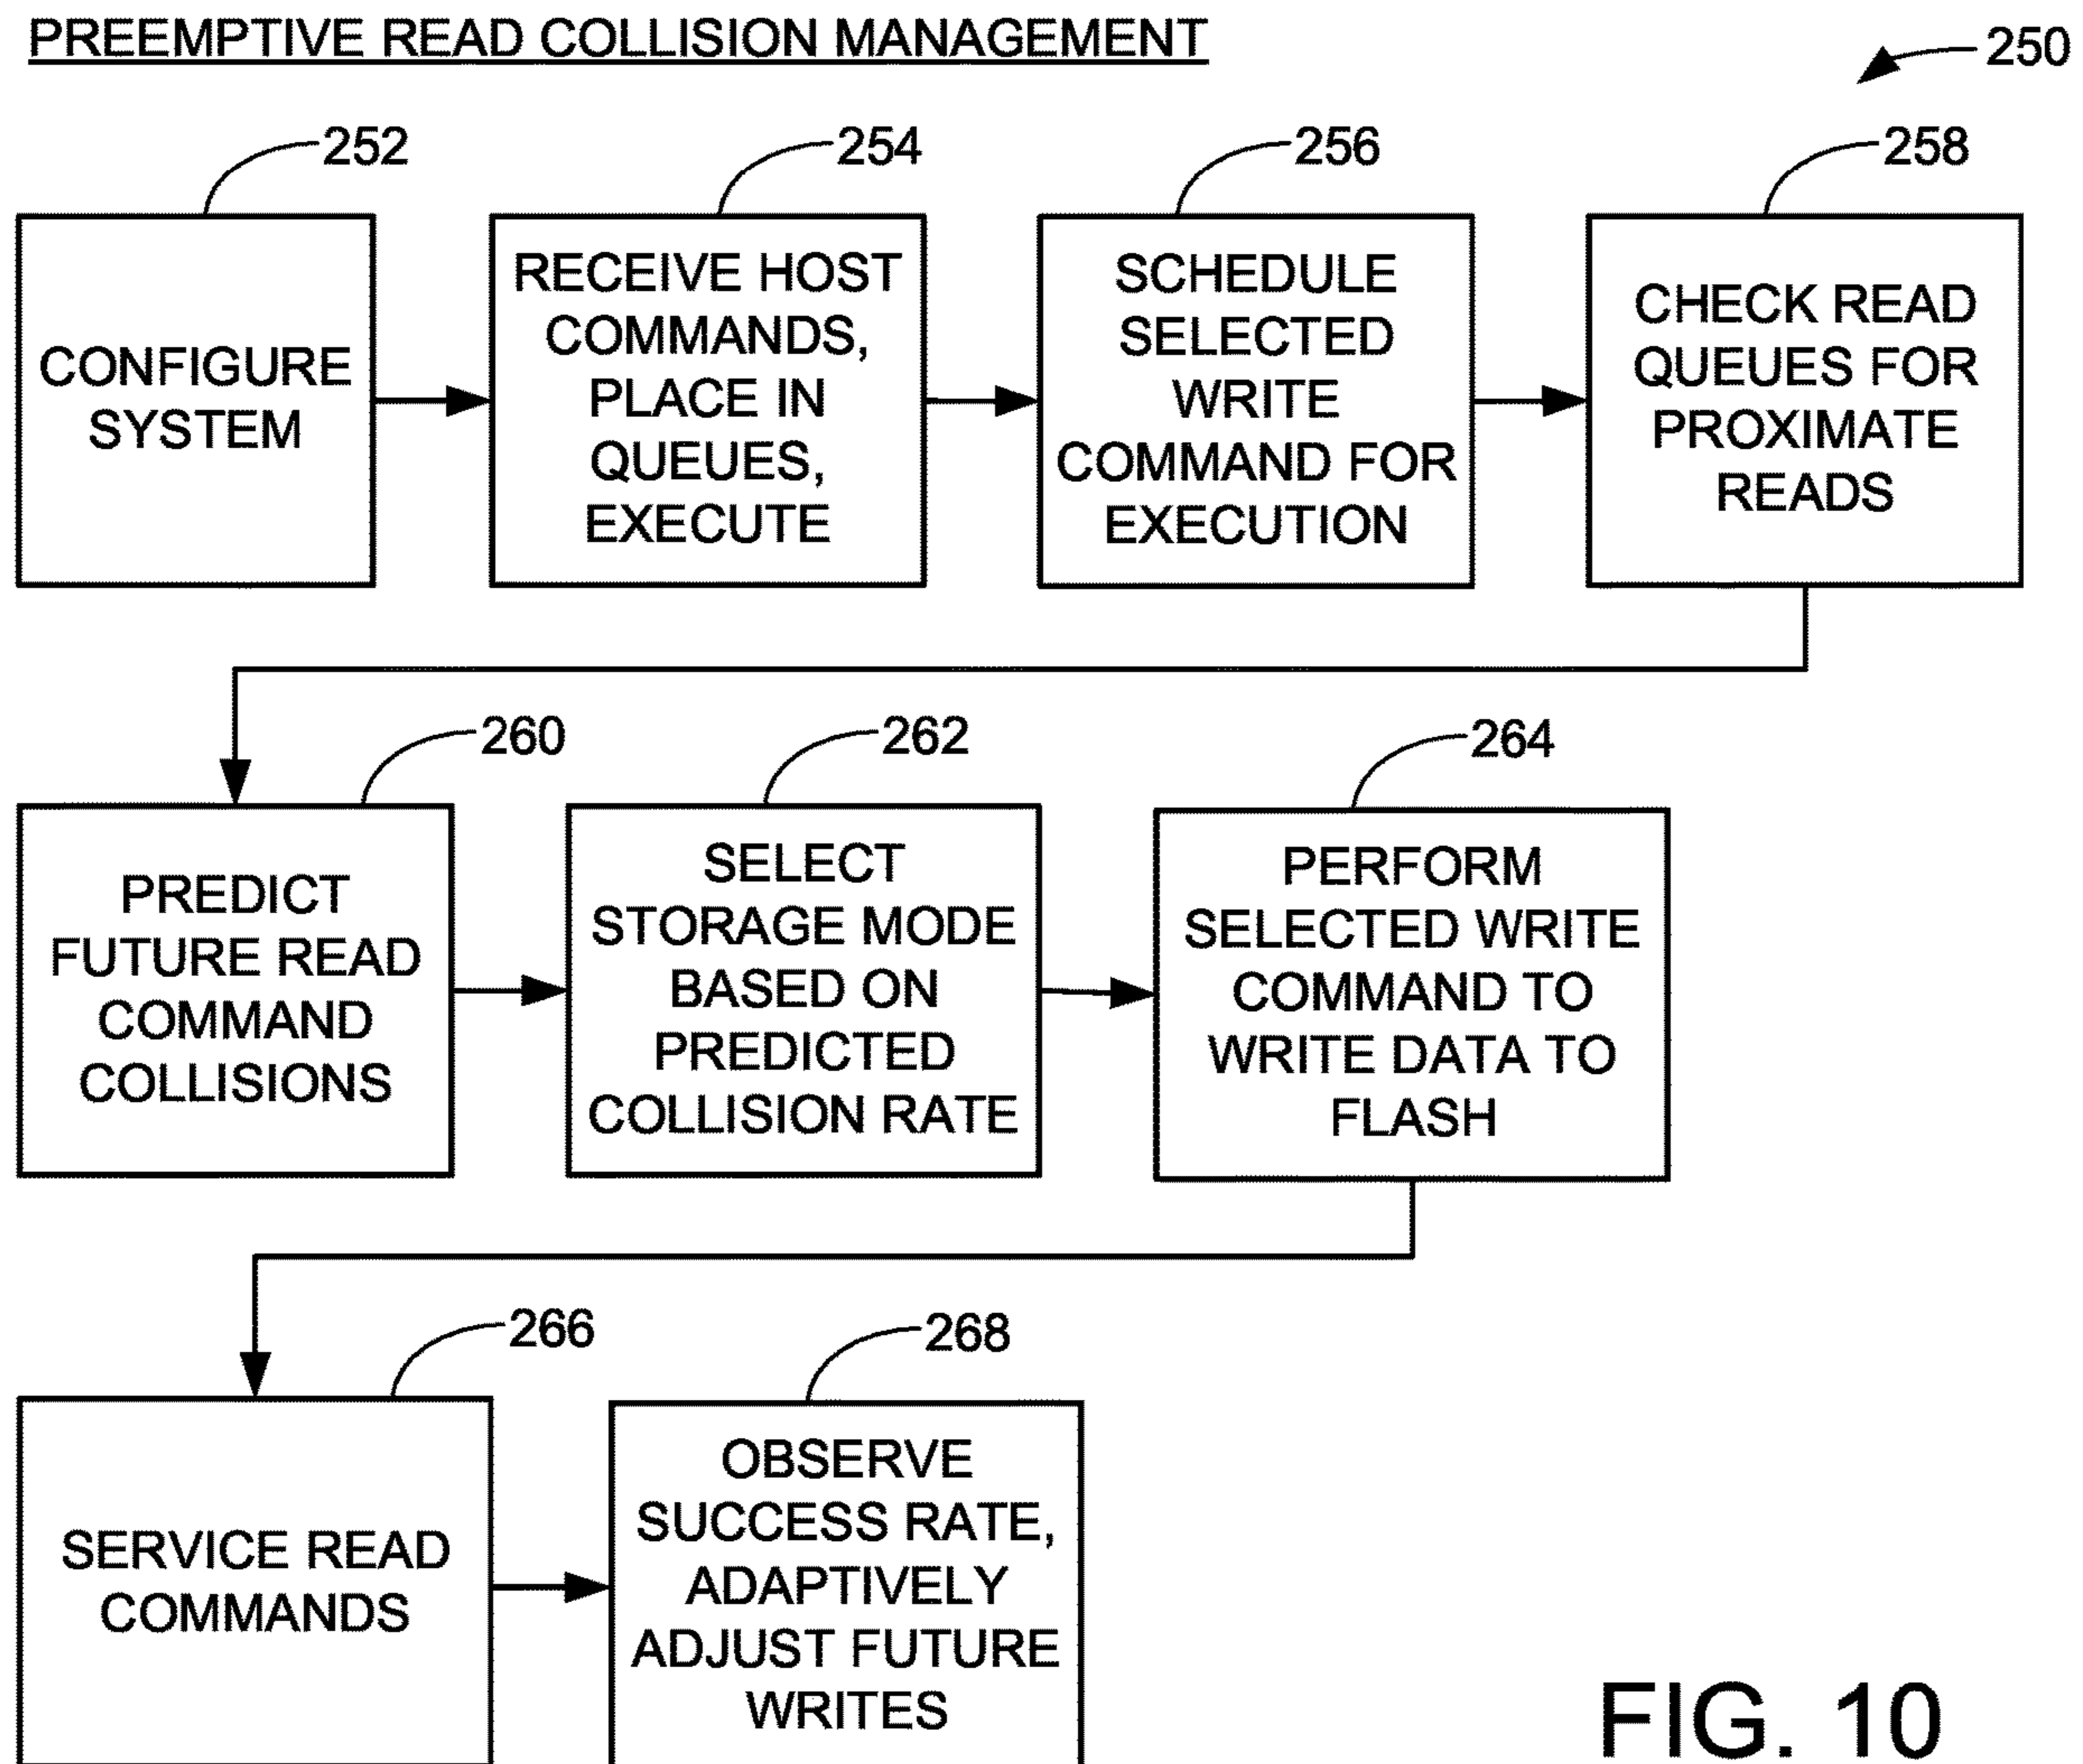 PREEMPTIVE READ COLLISION MANAGEMENT
250
252
254
256
258
CONFIGURE
SYSTEM
RECEIVE HOST
COMMANDS,
PLACE IN
QUEUES,
EXECUTE
SCHEDULE
SELECTED
WRITE
COMMAND FOR
EXECUTION
CHECK READ
QUEUES FOR
PROXIMATE
READS
260
262
264
PREDICT
FUTURE READ
COMMAND
COLLISIONS
SELECT
STORAGE MODE
BASED ON
PREDICTED
COLLISION RATE
PERFORM
SELECTED WRITE
COMMAND TO
WRITE DATA TO
FLASH
266
268
SERVICE READ
COMMANDS
OBSERVE
SUCCESS RATE,
ADAPTIVELY
ADJUST FUTURE
WRITES
FIG. 10